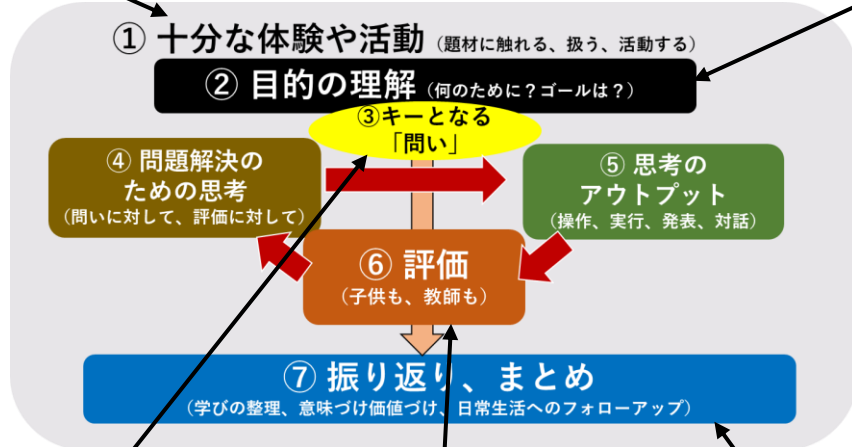 ① 十分な体験や活動（題材に触れる、扱う、活動する）
② 目的の理解（何のために？ゴールは？）
③キーとなる
「問い」
④ 問題解決の
ための思考
（問いに対して、評価に対して）
⑤ 思考の
アウトプット
（操作、実行、発表、対話）
⑥ 評価
（子供も、教師も）
⑦ 振り返り、まとめ
（学びの整理、意味づけ価値づけ、日常生活へのフォローアップ）